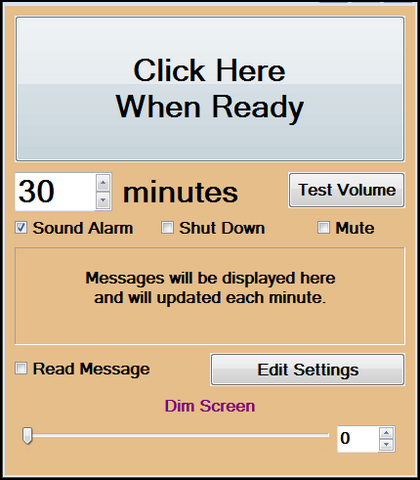 Click Here
When Ready
30 minutes Test Volume
Sound Alarm Shut Down Mute
Messages will be displayed here
and will updated each minute.
Read Message Edit Settings
Dim Screen
0